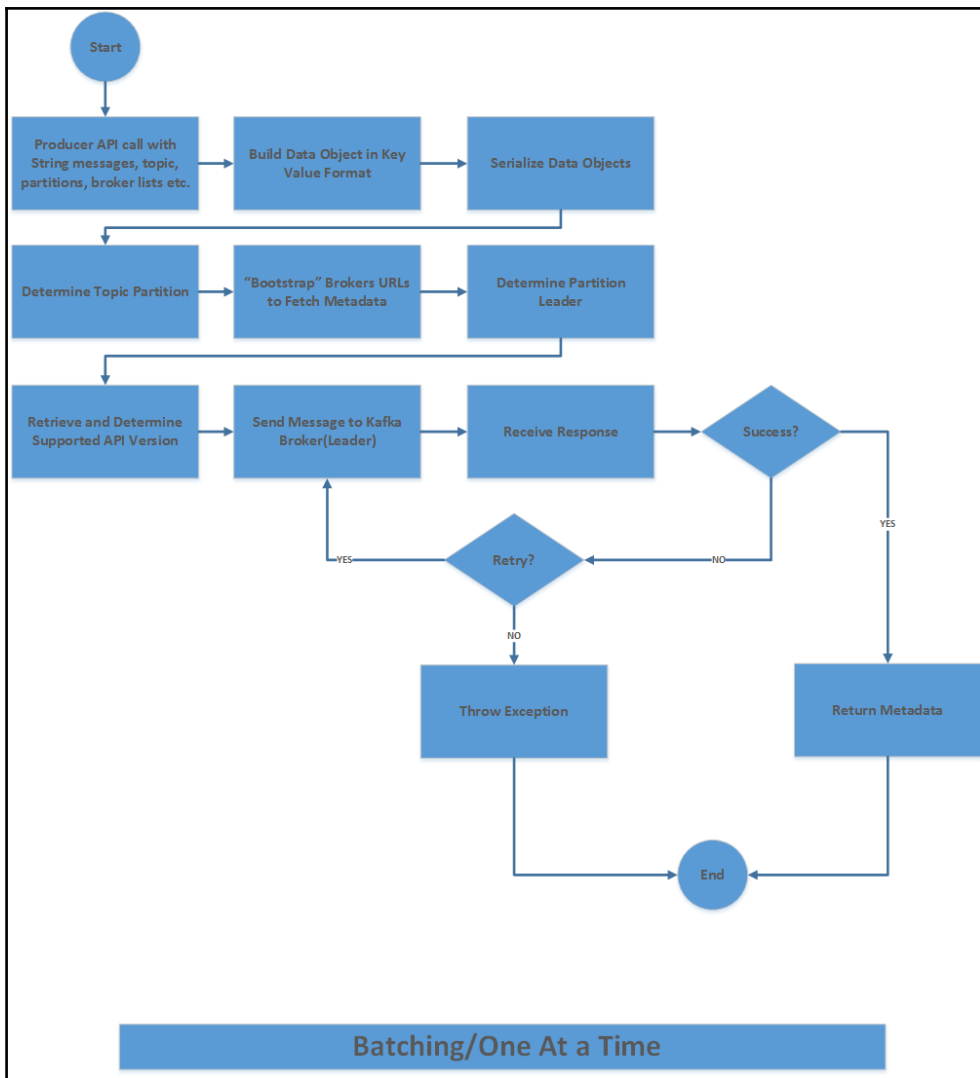 Start
Producer API call with
String messages, topic,
partitions, broker lists etc.
Build Data Object in Key
Value Format
Serialize Data Objects
Determine Topic Partition
“Bootstrap” Brokers URLs
to Fetch Metadata
Determine Partition
Leader
Retrieve and Determine
Supported API Version
Send Message to Kafka
Broker(Leader)
Receive Response
Success?
YES
Retry?
YES
NO
NO
Throw Exception
Return Metadata
End
Batching/One At a Time